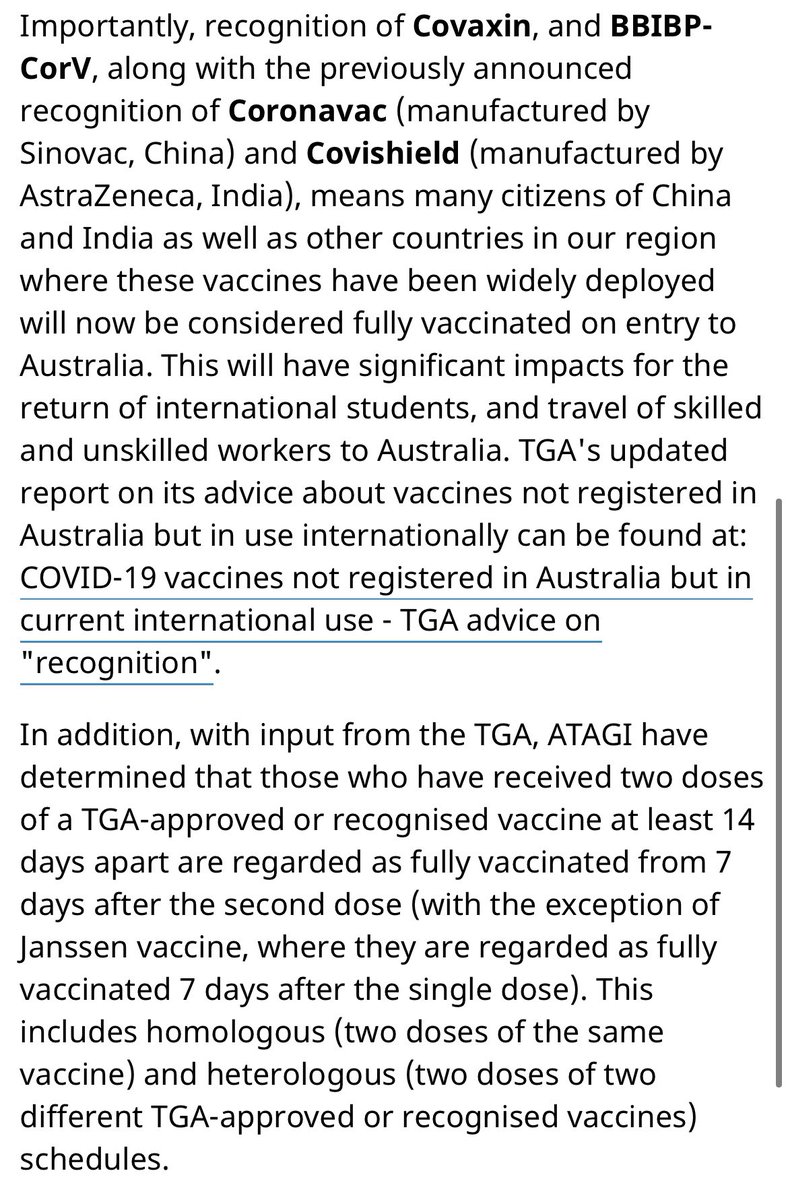 Importantly, recognition of Covaxin, and BBIBP-
CorV, along with the previously announced
recognition of Coronavac (manufactured by
Sinovac, China) and Covishield (manufactured by
AstraZeneca, India), means many citizens of China
and India as well as other countries in our region
where these vaccines have been widely deployed
will now be considered fully vaccinated on entry to
Australia. This will have significant impacts for the
return of international students, and travel of skilled
and unskilled workers to Australia. TGA's updated
report on its advice about vaccines not registered in
Australia but in use internationally can be found at:
COVID-19 vaccines not registered in Australia but in
current international use - TGA advice on
"recognition".
In addition, with input from the TGA, ATAGI have
determined that those who have received two doses
of a TGA-approved or recognised vaccine at least 14
days apart are regarded as fully vaccinated from 7
days after the second dose (with the exception of
Janssen vaccine, where they are regarded as fully
vaccinated 7 days after the single dose). This
includes homologous (two doses of the same
vaccine) and heterologous (two doses of two
different TGA-approved or recognised vaccines)
schedules.